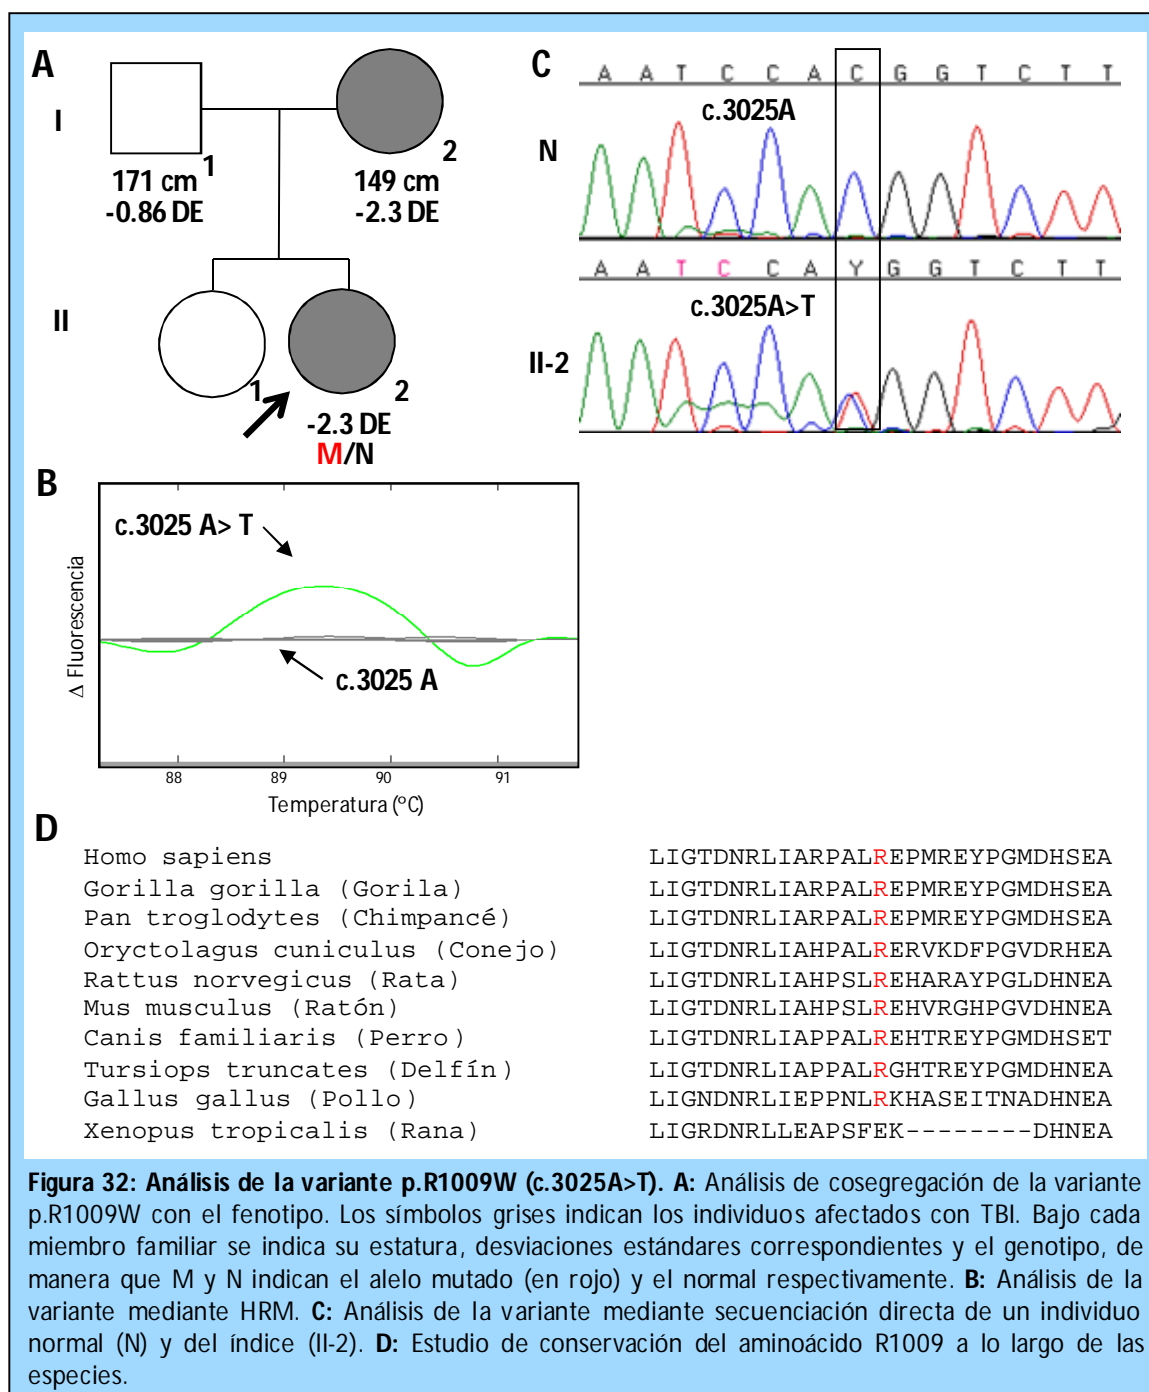 A
I
1
2
171 cm
-0.86 DE
149 cm
-2.3 DE
II
1
2
-2.3 DE
M/N
C
A A T C C A C G G T C T T
c.3025A
N
A A T C C A Y G G T C T T
c.3025A>T
II-2
B
c.3025 A> T
c.3025 A
Δ Fluorescencia
88 89 90 91
Temperatura (ºC)
D
Homo sapiens LIGTDNRLIARPALREPMREYPGMDHSEA
Gorilla gorilla (Gorila) LIGTDNRLIARPALREPMREYPGMDHSEA
Pan troglodytes (Chimpancé) LIGTDNRLIARPALREPMREYPGMDHSEA
Oryctolagus cuniculus (Conejo) LIGTDNRLIAHPALRERVKDFPGVDRHEA
Rattus norvegicus (Rata) LIGTDNRLIAHPSLREHARAYPGLDHNEA
Mus musculus (Ratón) LIGTDNRLIAHPSLREHVRGHPGVDHNEA
Canis familiaris (Perro) LIGTDNRLIAPPALREHTREYPGMDHSET
Tursiops truncates (Delfín) LIGTDNRLIAPPALRGHTREYPGMDHNEA
Gallus gallus (Pollo) LIGNDNRLIEPPNLRKHASEITNADHNEA
Xenopus tropicalis (Rana) LIGRDNRLLEAPSFEK--------DHNEA
Figura 32: Análisis de la variante p.R1009W (c.3025A>T). A: Análisis de cosegregación de la variante
p.R1009W con el fenotipo. Los símbolos grises indican los individuos afectados con TBI. Bajo cada
miembro familiar se indica su estatura, desviaciones estándares correspondientes y el genotipo, de
manera que M y N indican el alelo mutado (en rojo) y el normal respectivamente. B: Análisis de la
variante mediante HRM. C: Análisis de la variante mediante secuenciación directa de un individuo
normal (N) y del índice (II-2). D: Estudio de conservación del aminoácido R1009 a lo largo de las
especies.